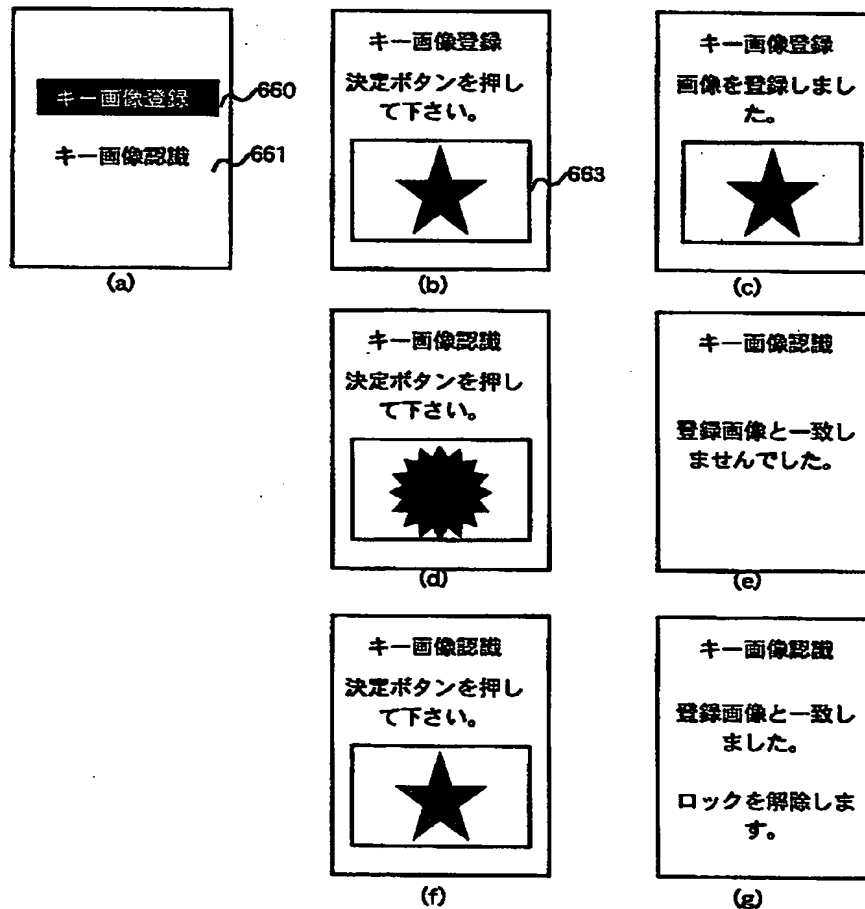 キー画像登録
660
キー画像認識
661
(a)
キー画像登録
決定ボタンを押し
て下さい。
663
(b)
キー画像登録
画像を登録しまし
た。
(c)
キー画像認識
決定ボタンを押し
て下さい。
(d)
キー画像認識
登録画像と一致し
ませんでした。
(e)
キー画像認識
決定ボタンを押し
て下さい。
(f)
キー画像認識
登録画像と一致し
ました。
ロックを解除しま
す。
(g)